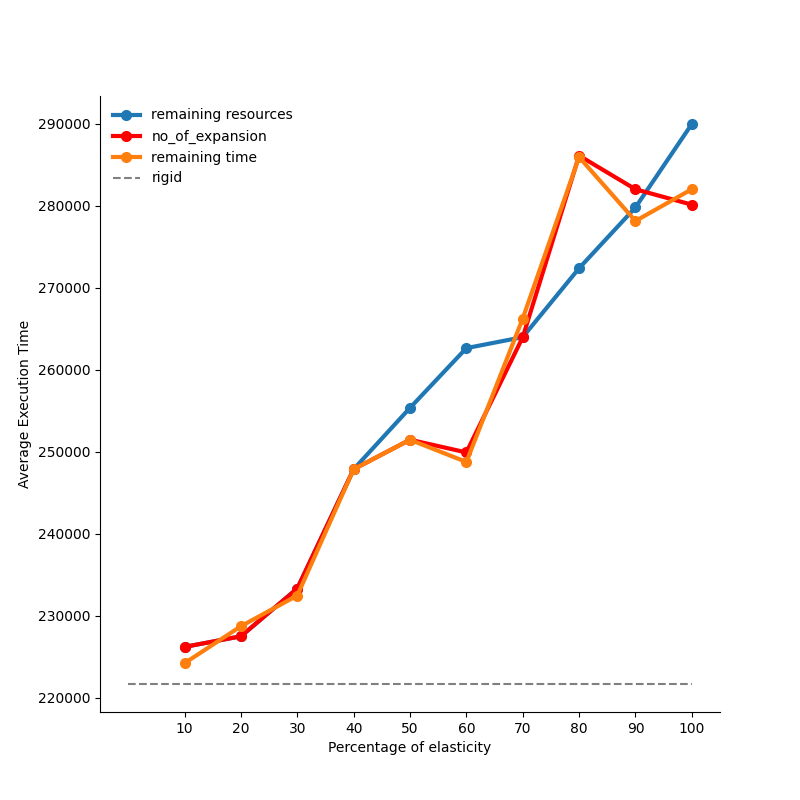 remaining resources
no_of_expansion
remaining time
rigid
290000
280000
270000
260000
250000
240000
230000
220000
Average Execution Time
10 20 30 40 50 60 70 80 90 100
Percentage of elasticity